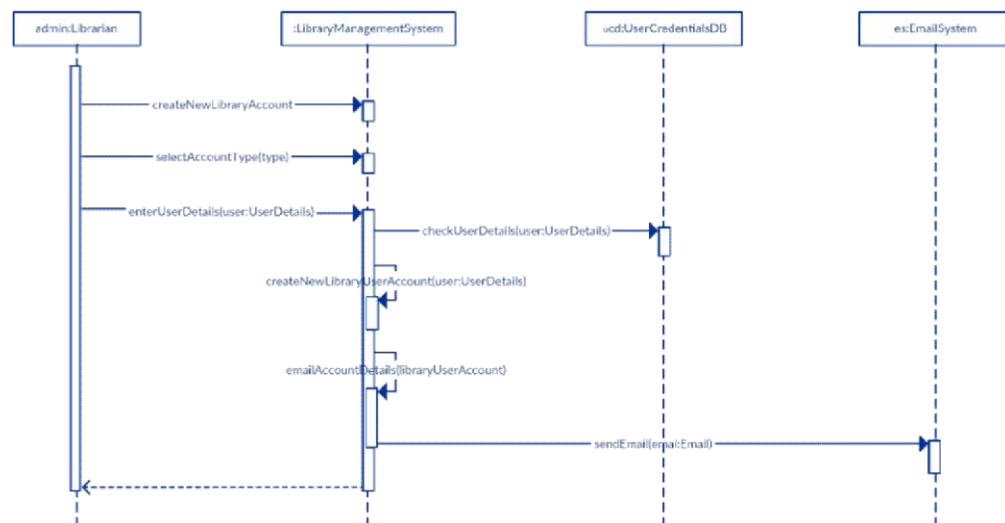 admin:Librarian
:LibraryManagementSystem
ucd:UserCredentialsDB
es:EmailSystem
createNewLibraryAccount
selectAccountType(type)
enterUserDetails(user:UserDetails)
checkUserDetails(user:UserDetails)
createNewLibraryUserAccount(user:UserDetails)
emailAccountDetails(libraryUserAccount)
sendEmail(emai:Email)